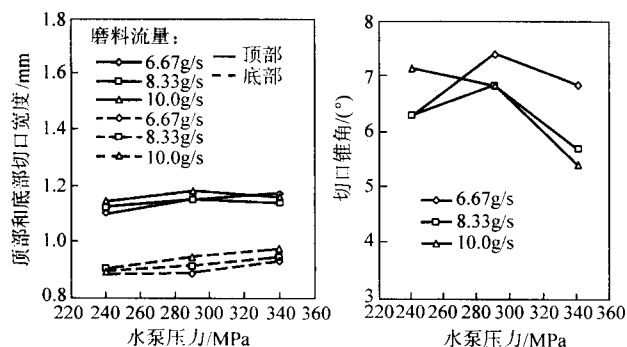 顶部和底部切口宽度/mm
1.8
1.6
1.4
1.2
1.0
0.8
磨料流量：
6.67g/s 顶部
8.33g/s 底部
10.0g/s
6.67g/s
8.33g/s
10.0g/s
220 240 260 280 300 320 340 360
水泵压力/MPa
切口锥角/(°)
8
7
6
5
4
3
6.67g/s
8.33g/s
10.0g/s
220 240 260 280 300 320 340 360
水泵压力/MPa